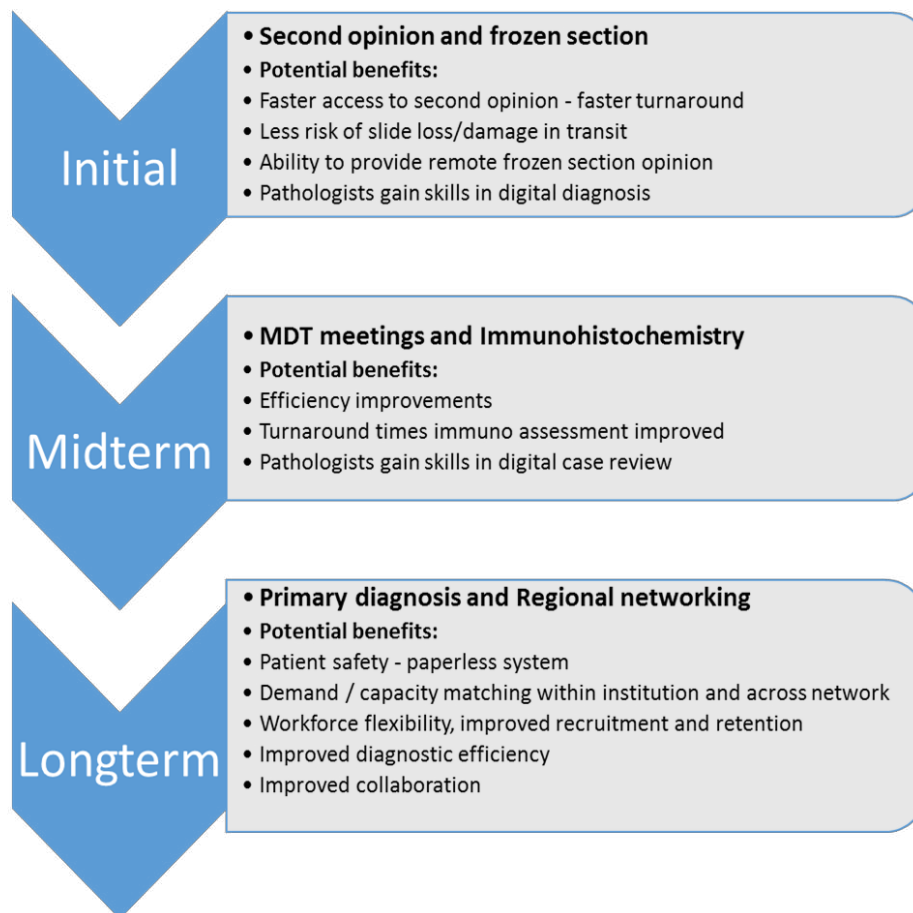 Initial
• Second opinion and frozen section
• Potential benefits:
• Faster access to second opinion - faster turnaround
• Less risk of slide loss/damage in transit
• Ability to provide remote frozen section opinion
• Pathologists gain skills in digital diagnosis
Midterm
• MDT meetings and Immunohistochemistry
• Potential benefits:
• Efficiency improvements
• Turnaround times immuno assessment improved
• Pathologists gain skills in digital case review
Longterm
• Primary diagnosis and Regional networking
• Potential benefits:
• Patient safety - paperless system
• Demand / capacity matching within institution and across network
• Workforce flexibility, improved recruitment and retention
• Improved diagnostic efficiency
• Improved collaboration